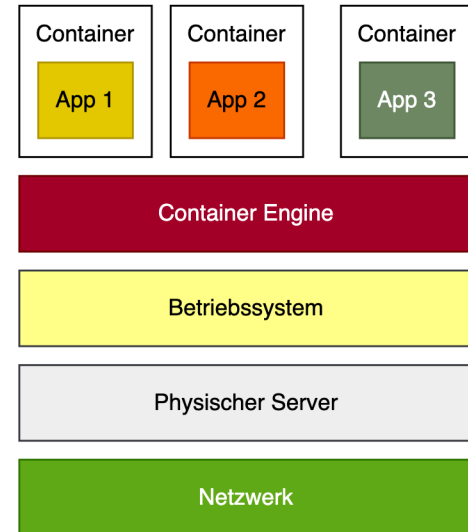 Container
Container
Container
App 1
App 2
App 3
Container Engine
Betriebssystem
Physischer Server
Netzwerk